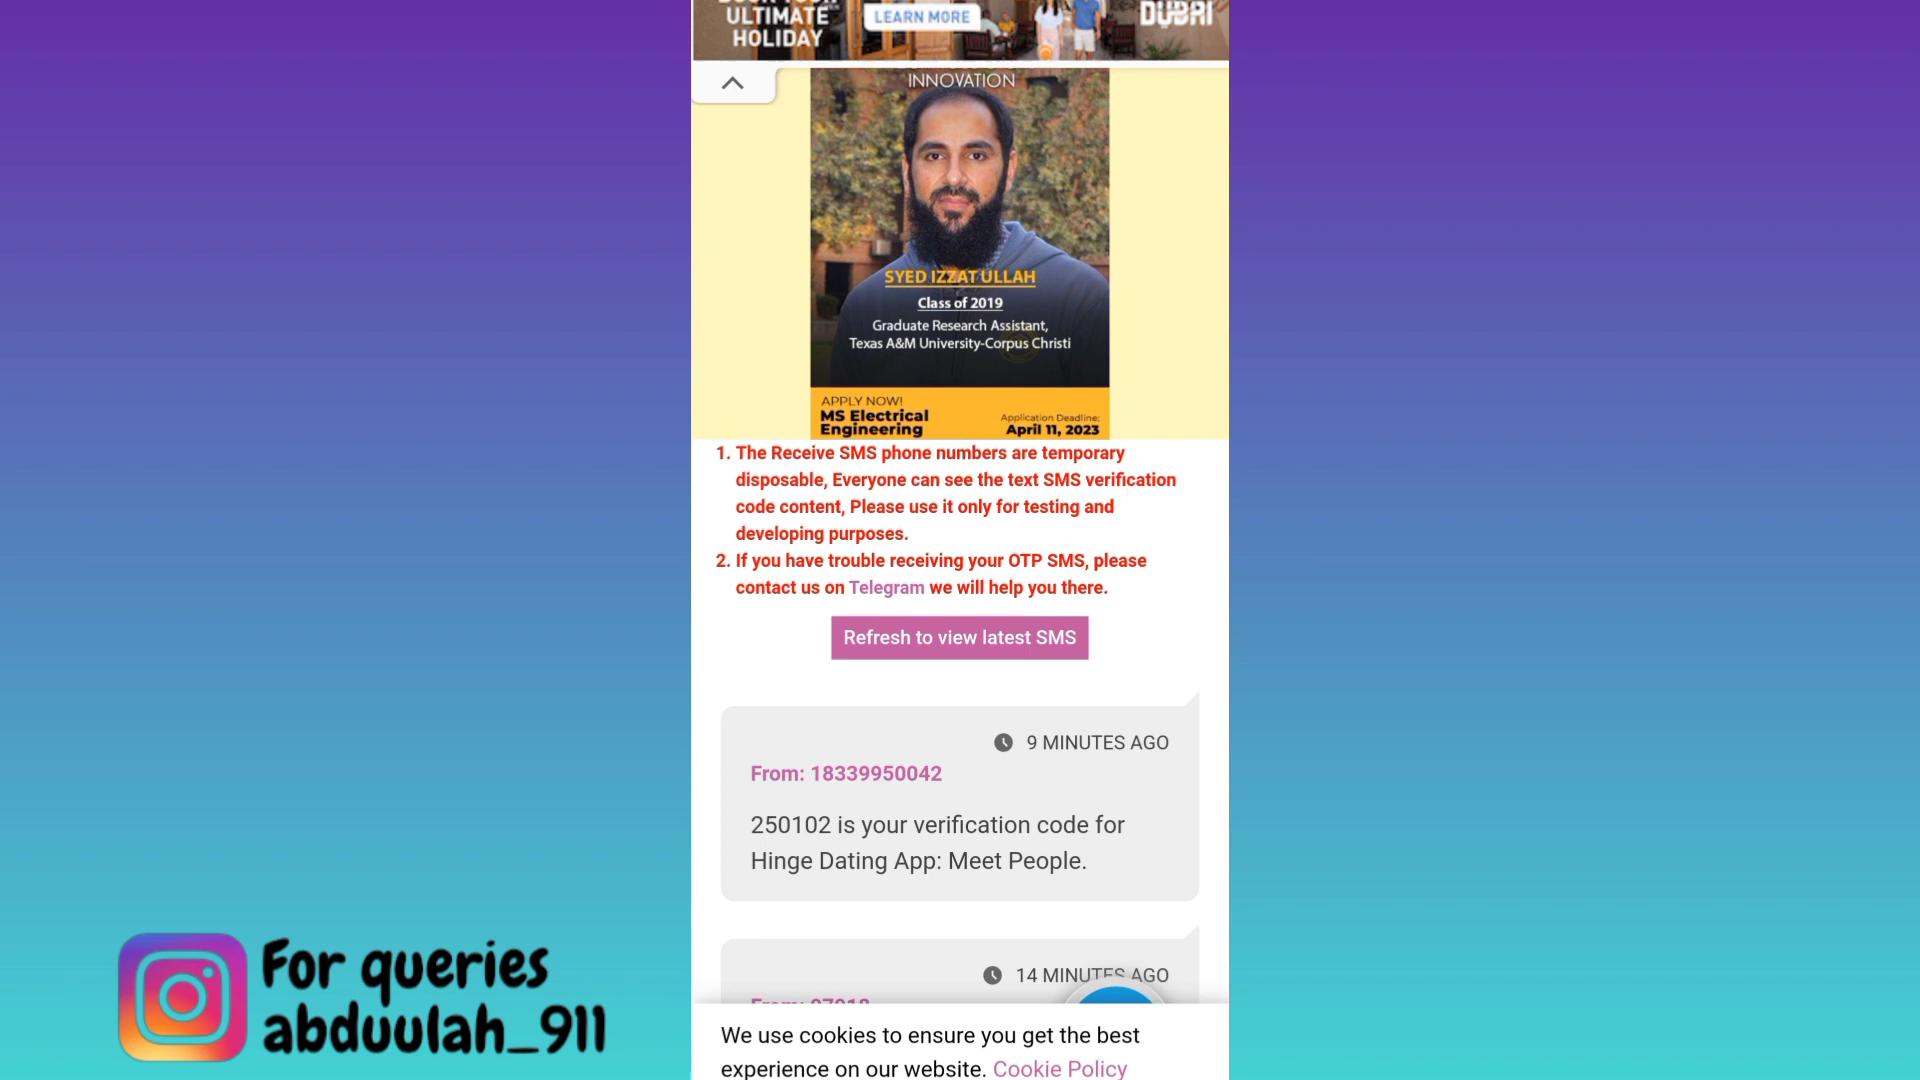 ULTIMATE
HOLIDAY
LEARN MORE
DUBAI
INNOVATION
SYED IZZAT ULLAH
Class of 2019
Graduate Research Assistant,
Texas A&M University-Corpus Christi
APPLY NOW!
MS Electrical
Engineering
Application Deadline:
April 11, 2023
1. The Receive SMS phone numbers are temporary
disposable, Everyone can see the text SMS verification
code content, Please use it only for testing and
developing purposes.
2. If you have trouble receiving your OTP SMS, please
contact us on Telegram we will help you there.
Refresh to view latest SMS
9 MINUTES AGO
From: 18339950042
250102 is your verification code for
Hinge Dating App: Meet People.
14 MINUTES AGO
We use cookies to ensure you get the best
experience on our website. Cookie Policy
For queries
abduulah_911